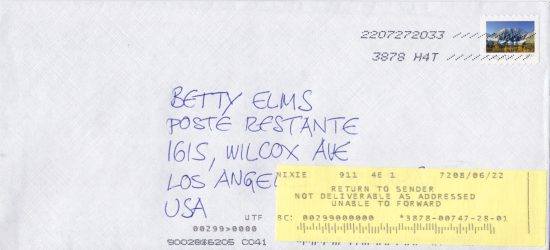 2207272033
3878 H4T
BETTY ELMS
POSTE RESTANTE
1615, WILCOX AVE
LOS ANGEL
USA
NIXIE 911 4E 1 7208/06/22
RETURN TO SENDER
NOT DELIVERABLE AS ADDRESSED
UNABLE TO FORWARD
UTF BC: 00299000000 *3878-00747-28-01
00299>0000
C041